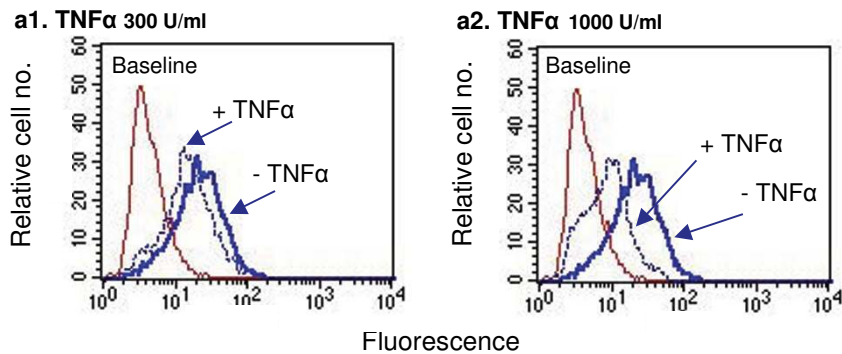 a1. TNFα 300 U/ml
Relative cell no.
60
50
40
30
20
10
0
Baseline
+ TNFα
- TNFα
10⁰ 10¹ 10² 10³ 10⁴
a2. TNFα 1000 U/ml
Relative cell no.
60
50
40
30
20
10
0
Baseline
+ TNFα
- TNFα
10⁰ 10¹ 10² 10³ 10⁴
Fluorescence